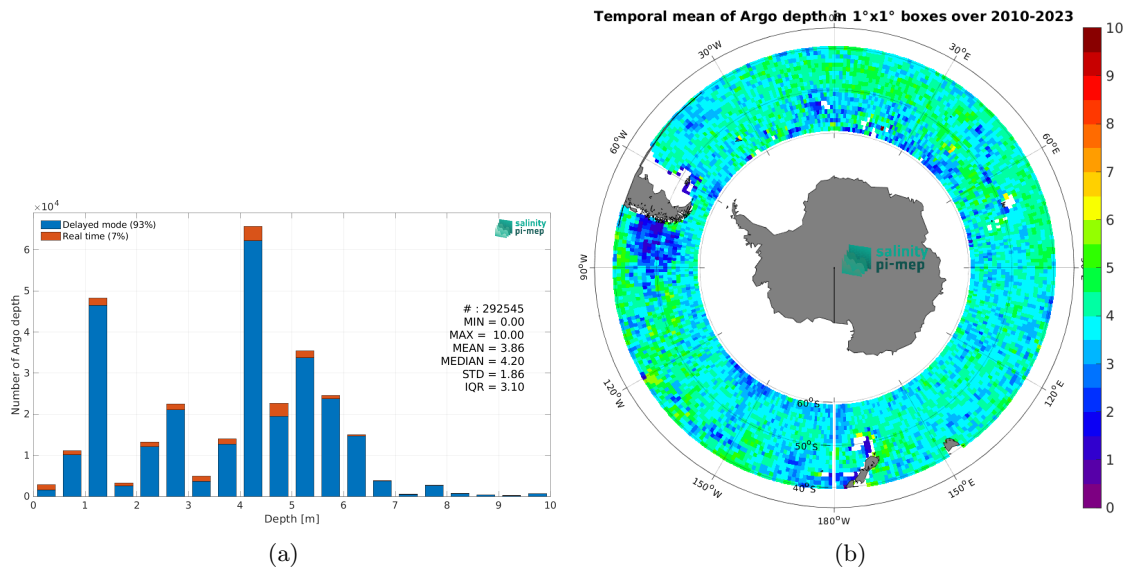 Temporal mean of Argo depth in 1°x1° boxes over 2010-2023
×10⁴
Delayed mode (93%)
Real time (7%)
salinity
pi-mep
# : 292545
MIN = 0.00
MAX = 10.00
MEAN = 3.86
MEDIAN = 4.20
STD = 1.86
IQR = 3.10
Number of Argo depth
6
5
4
3
2
1
0
0 1 2 3 4 5 6 7 8 9 10
Depth [m]
(a)
30°W
30°E
60°W
60°E
90°W
salinity
pi-mep
120°W
120°E
60°S
50°S
40°S
150°W
150°E
180°W
10
9
8
7
6
5
4
3
2
1
0
(b)